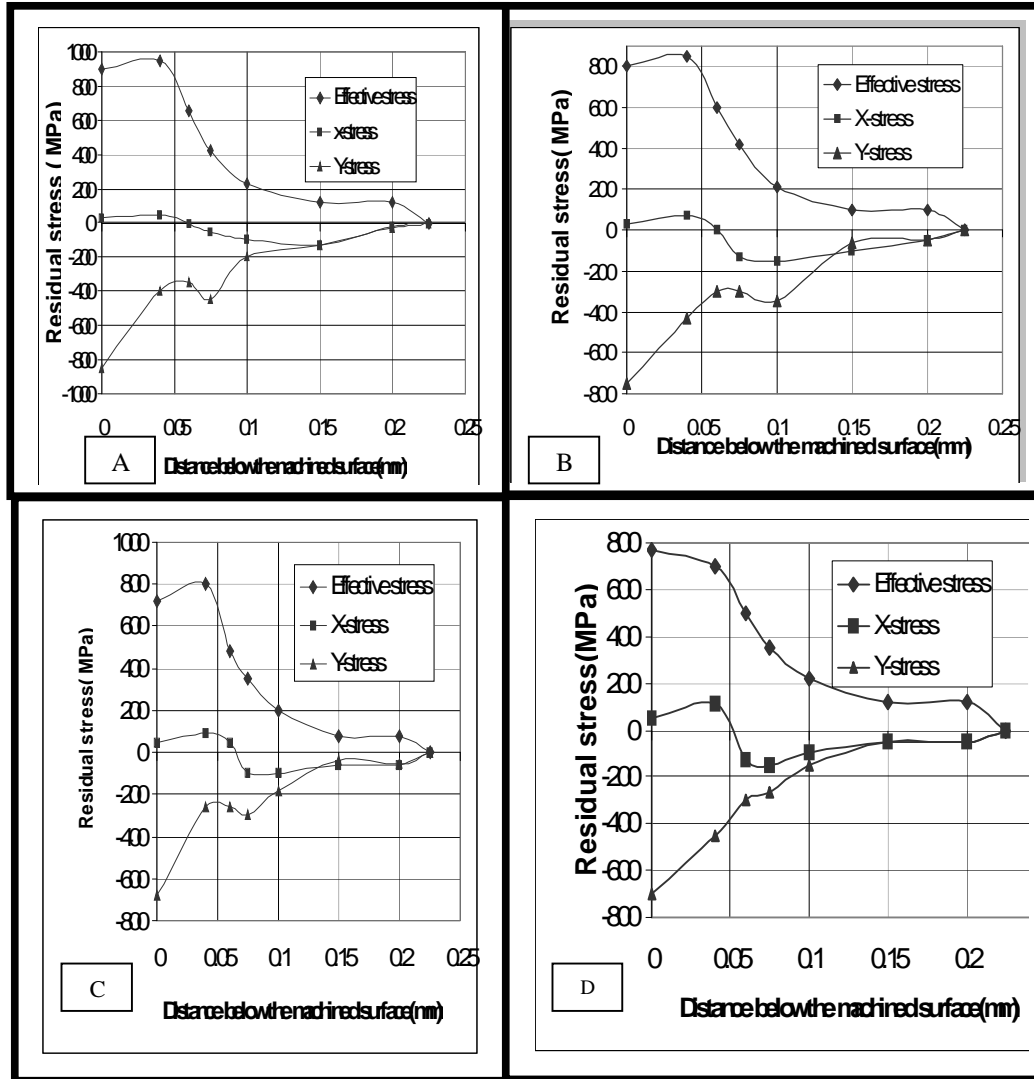 1000
800
600
400
200
0
-200
-400
-600
-800
-1000
Residual stress ( MPa)
Effective stress
x-stress
Y-stress
0 0.05 0.1 0.15 0.2 0.25
Distance below the machined surface(mm)
A
800
600
400
200
0
-200
-400
-600
-800
Residual stress( MPa)
Effective stress
X-stress
Y-stress
0 0.05 0.1 0.15 0.2 0.25
Distance below the machined surface(mm)
B
1000
800
600
400
200
0
-200
-400
-600
-800
Residual stress( MPa)
Effective stress
X-stress
Y-stress
0 0.05 0.1 0.15 0.2 0.25
Distance below the machined surface(mm)
C
800
600
400
200
0
-200
-400
-600
-800
Residual stress(MPa)
Effective stress
X-stress
Y-stress
0 0.05 0.1 0.15 0.2
Distance below the machined surface(mm)
D